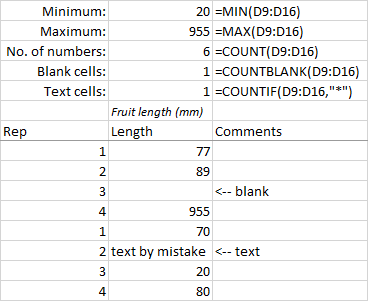 Minimum: 20 =MIN(D9:D16)
Maximum: 955 =MAX(D9:D16)
No. of numbers: 6 =COUNT(D9:D16)
Blank cells: 1 =COUNTBLANK(D9:D16)
Text cells: 1 =COUNTIF(D9:D16,"*")
Fruit length (mm)
Rep Length Comments
1 77
2 89
3 <-- blank
4 955
1 70
2 text by mistake <-- text
3 20
4 80